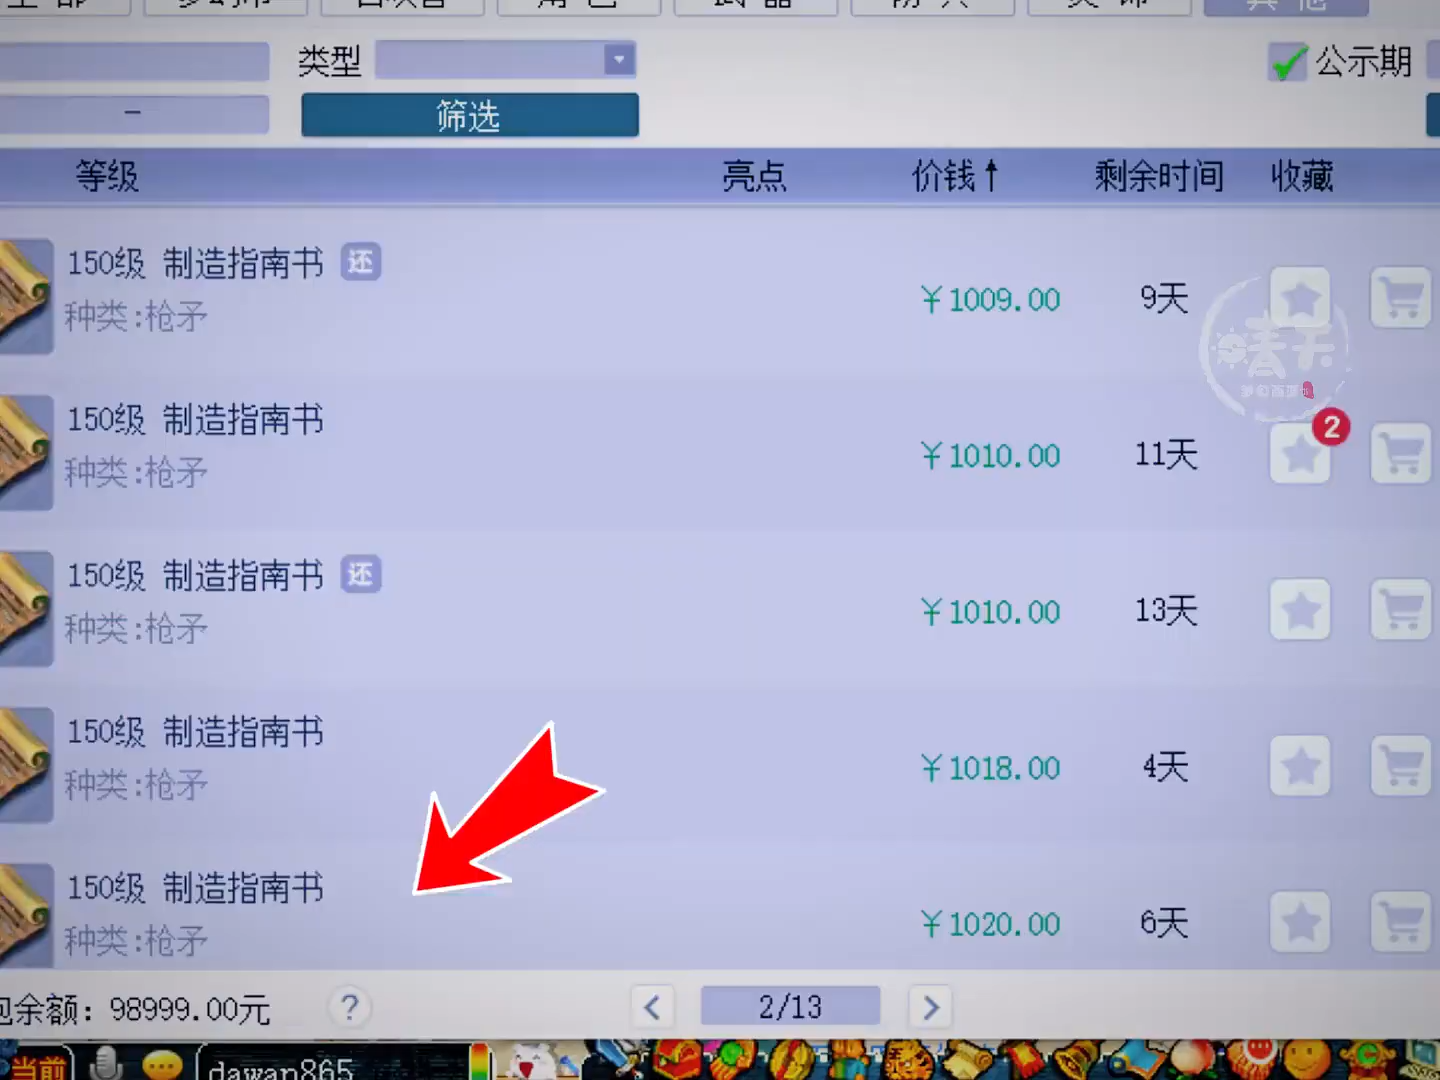 类型
公示期
—
筛选
等级 亮点 价钱↑ 剩余时间 收藏
150级 制造指南书 还
种类:枪矛
￥1009.00 9天
晴天
150级 制造指南书
种类:枪矛
￥1010.00 11天 2
150级 制造指南书 还
种类:枪矛
￥1010.00 13天
150级 制造指南书
种类:枪矛
￥1018.00 4天
150级 制造指南书
种类:枪矛
￥1020.00 6天
余额: 98999.00元 ? < 2/13 >
当前 dawan865